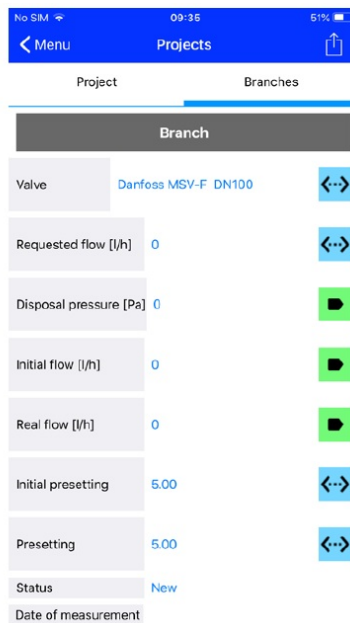 No SIM 09:35 51%
Menu Projects
Project Branches
Branch
Valve Danfoss MSV-F DN100
Requested flow [l/h] 0
Disposal pressure [Pa] 0
Initial flow [l/h] 0
Real flow [l/h] 0
Initial presetting 5.00
Presetting 5.00
Status New
Date of measurement